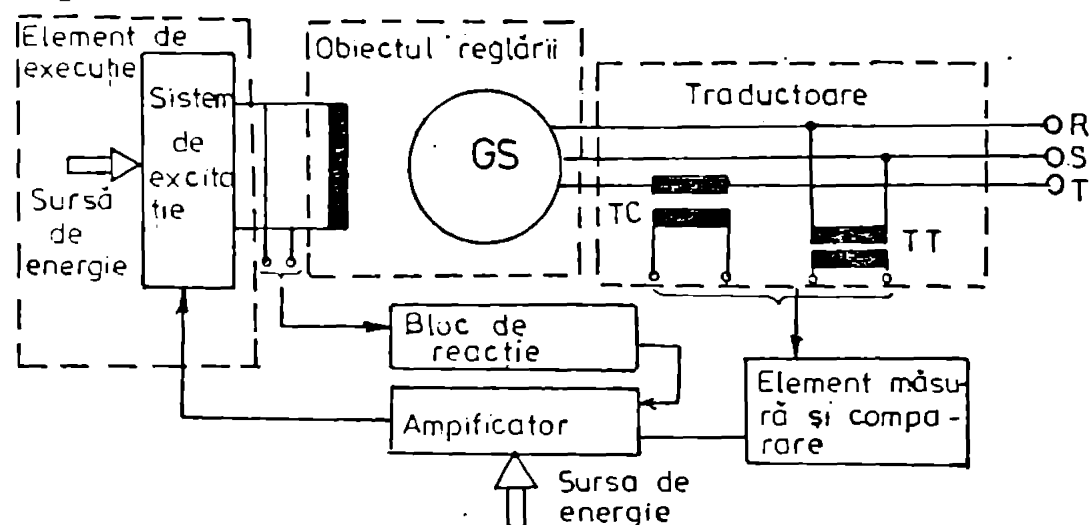 Element de
execuție
Sistem
de
excita
ție
Sursă
de
energie
Obiectul reglării
GS
Traductoare
R
S
T
TC
TT
Bloc de
reacție
Ampificator
Element măsu-
ră și compa-
rare
Sursa de
energie